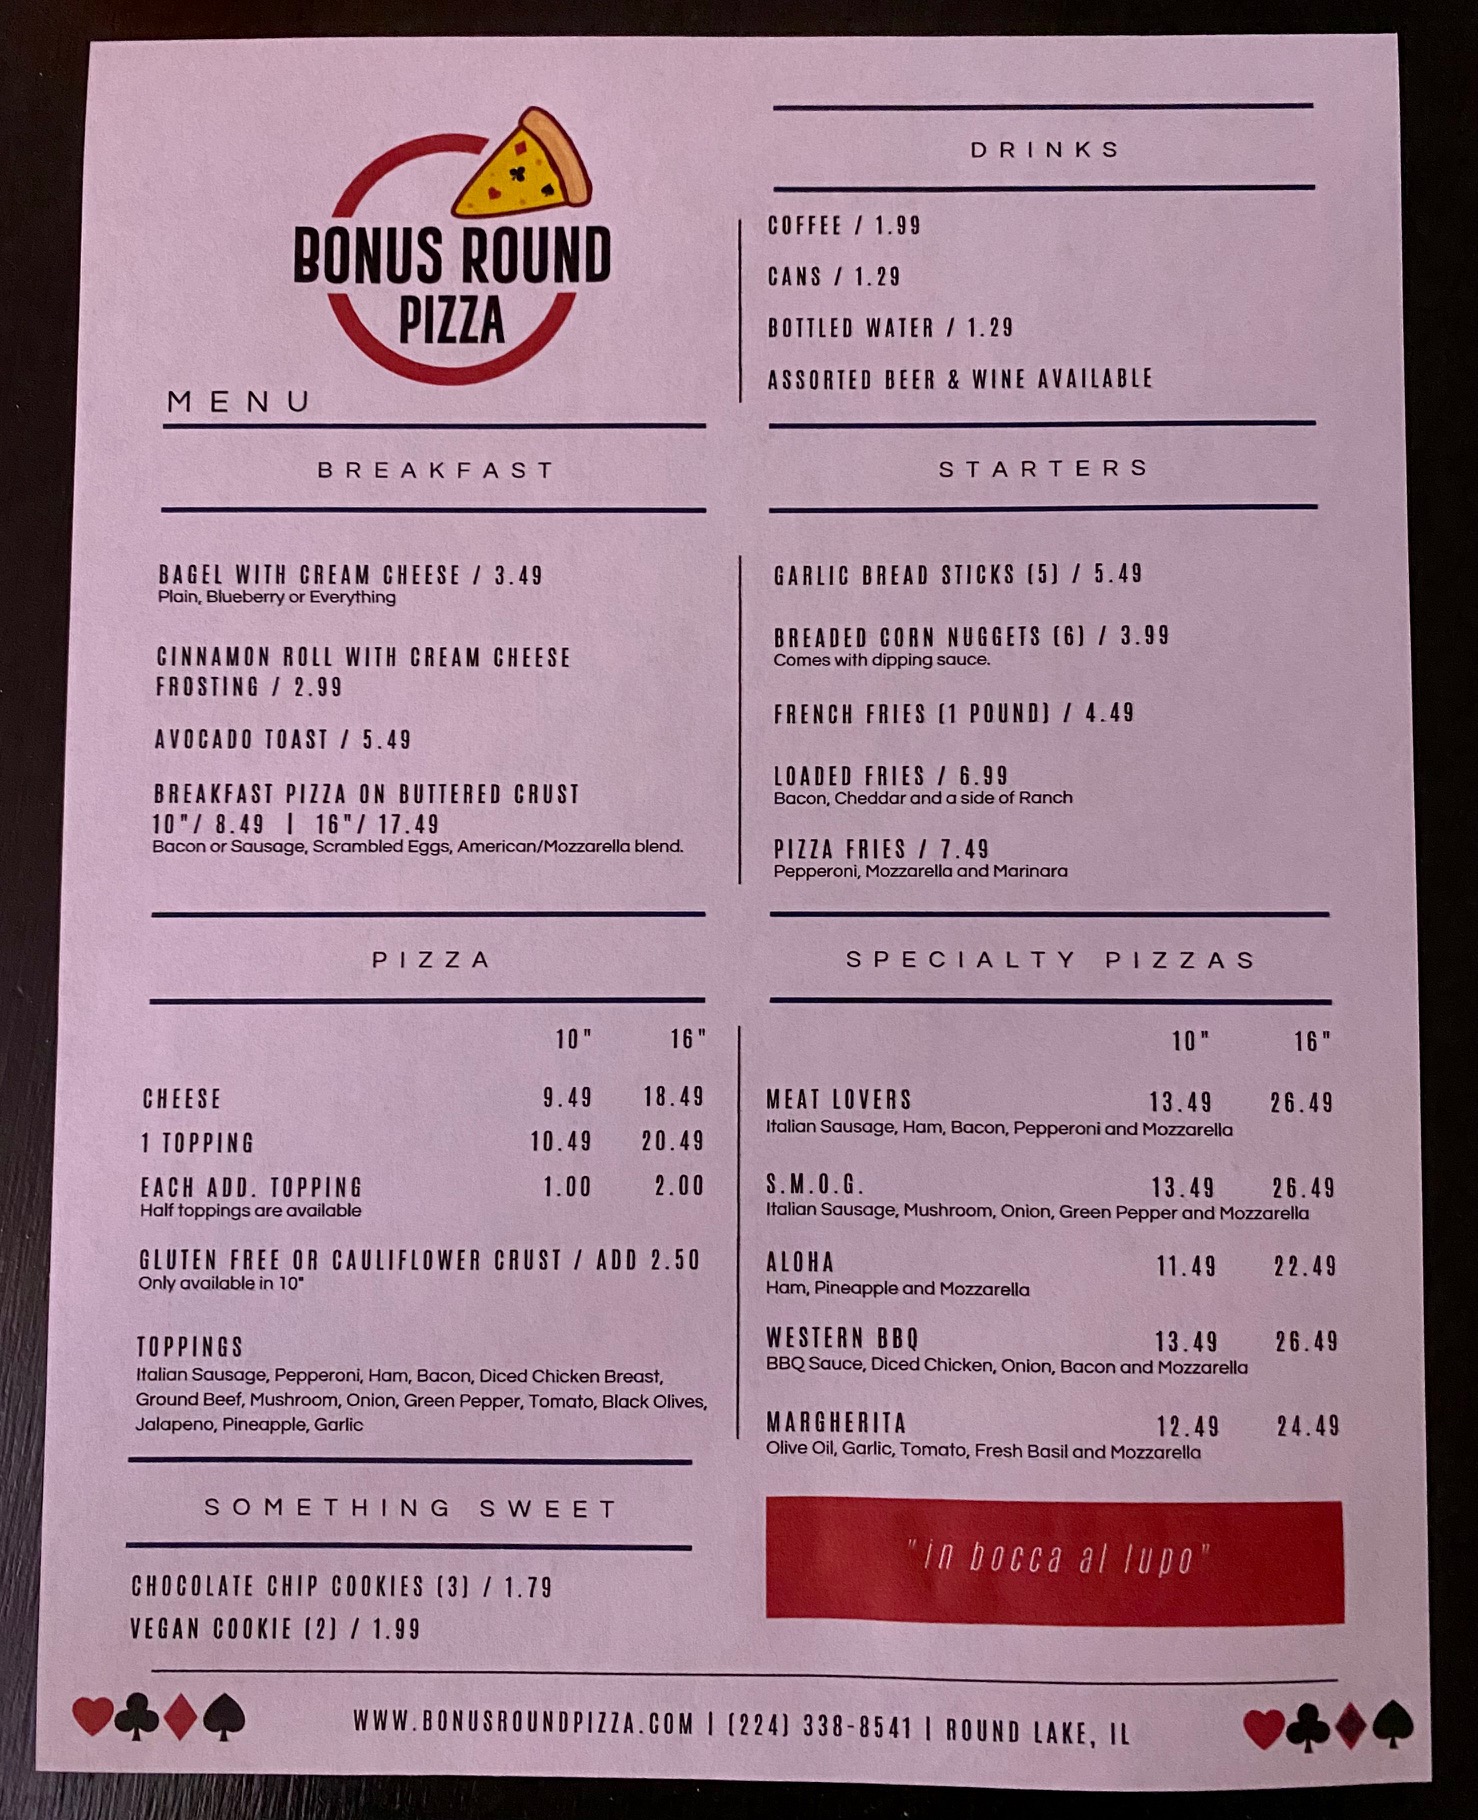 BONUS ROUND
PIZZA
MENU
BREAKFAST
BAGEL WITH CREAM CHEESE / 3.49
Plain, Blueberry or Everything
CINNAMON ROLL WITH CREAM CHEESE
FROSTING / 2.99
AVOCADO TOAST / 5.49
BREAKFAST PIZZA ON BUTTERED CRUST
10"/ 8.49 | 16"/ 17.49
Bacon or Sausage, Scrambled Eggs, American/Mozzarella blend.
DRINKS
COFFEE / 1.99
CANS / 1.29
BOTTLED WATER / 1.29
ASSORTED BEER & WINE AVAILABLE
STARTERS
GARLIC BREAD STICKS (5) / 5.49
BREADED CORN NUGGETS (6) / 3.99
Comes with dipping sauce.
FRENCH FRIES (1 POUND) / 4.49
LOADED FRIES / 6.99
Bacon, Cheddar and a side of Ranch
PIZZA FRIES / 7.49
Pepperoni, Mozzarella and Marinara
PIZZA
10" 16"
CHEESE 9.49 18.49
1 TOPPING 10.49 20.49
EACH ADD. TOPPING 1.00 2.00
Half toppings are available
GLUTEN FREE OR CAULIFLOWER CRUST / ADD 2.50
Only available in 10"
TOPPINGS
Italian Sausage, Pepperoni, Ham, Bacon, Diced Chicken Breast,
Ground Beef, Mushroom, Onion, Green Pepper, Tomato, Black Olives,
Jalapeno, Pineapple, Garlic
SOMETHING SWEET
CHOCOLATE CHIP COOKIES (3) / 1.79
VEGAN COOKIE (2) / 1.99
SPECIALTY PIZZAS
10" 16"
MEAT LOVERS 13.49 26.49
Italian Sausage, Ham, Bacon, Pepperoni and Mozzarella
S.M.O.G. 13.49 26.49
Italian Sausage, Mushroom, Onion, Green Pepper and Mozzarella
ALOHA 11.49 22.49
Ham, Pineapple and Mozzarella
WESTERN BBQ 13.49 26.49
BBQ Sauce, Diced Chicken, Onion, Bacon and Mozzarella
MARGHERITA 12.49 24.49
Olive Oil, Garlic, Tomato, Fresh Basil and Mozzarella
"in bocca al lupo"
WWW.BONUSROUNDPIZZA.COM | (224) 338-8541 | ROUND LAKE, IL